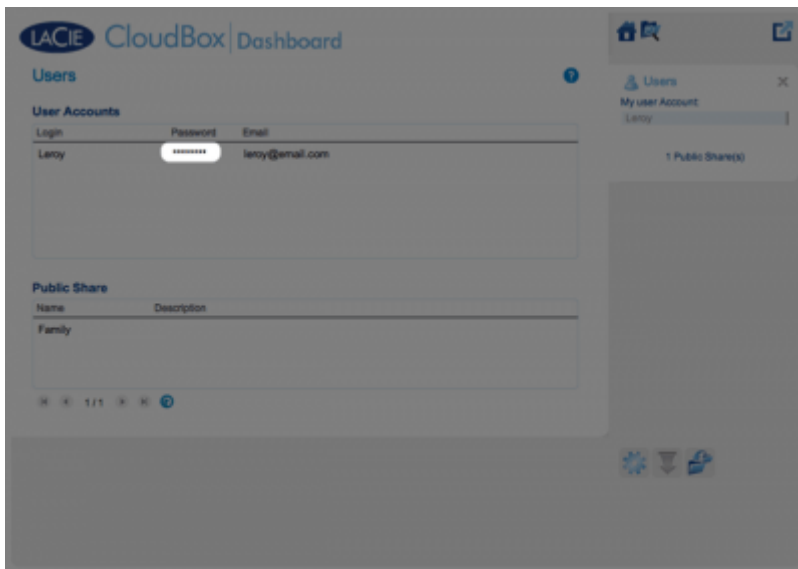 LACIE CloudBox Dashboard
Users
User Accounts
Login Password Email
Leroy •••••••• leroy@email.com
Public Share
Name Description
Family
1 / 1
Users
My user Account:
Leroy
1 Public Share(s)